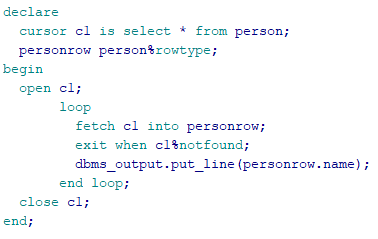 declare
  cursor cl is select * from person;
  personrow person%rowtype;
begin
  open cl;
       loop
         fetch cl into personrow;
         exit when cl%notfound;
         dbms_output.put_line(personrow.name);
       end loop;
  close cl;
end;